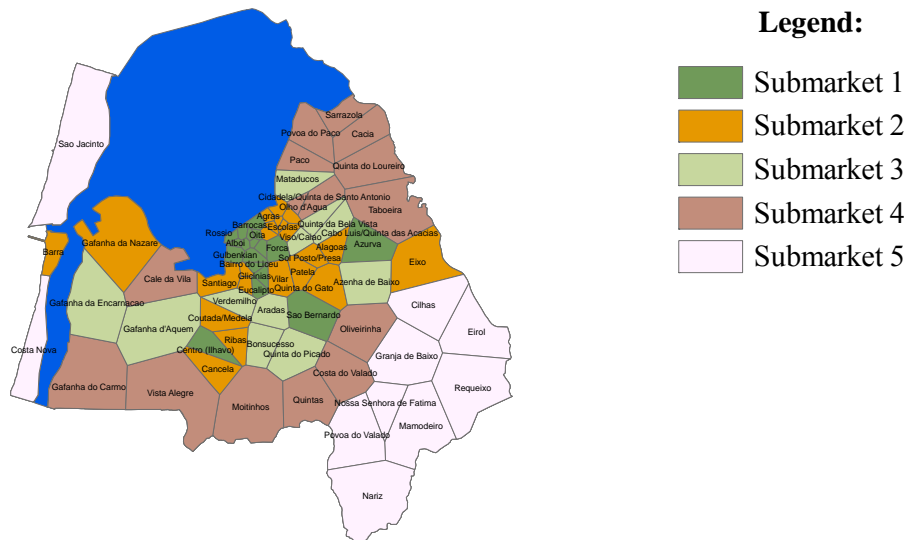 Legend:
Submarket 1
Submarket 2
Submarket 3
Submarket 4
Submarket 5
Sarrazola
Povoa do Paco
Cacia
Sao Jacinto
Paco
Quinta do Loureiro
Mataducos
Cidadela/Quinta de Santo Antonio
Olho d'Agua
Taboeira
Agras
Barrocas
Escolas
Quinta da Bela Vista
Rossio
Oita
Viso/Caiao
Cabo Luis/Quinta das Acacias
Alboi
Forca
Alagoas
Azurva
Barra
Gafanha da Nazare
Gulbenkian
Sol Posto/Presa
Eixo
Bairro do Liceu
Cale da Vila
Glicinias
Vilar
Patela
Azenha de Baixo
Santiago
Eucalipto
Quinta do Gato
Gafanha da Encarnacao
Verdemilho
Cilhas
Aradas
Sao Bernardo
Coutada/Medela
Gafanha d'Aquem
Oliveirinha
Eirol
Ribas
Bonsucesso
Costa Nova
Centro (Ilhavo)
Quinta do Picado
Granja de Baixo
Cancela
Costa do Valado
Gafanha do Carmo
Vista Alegre
Requeixo
Moitinhos
Quintas
Nossa Senhora de Fatima
Mamodeiro
Povoa do Valado
Nariz